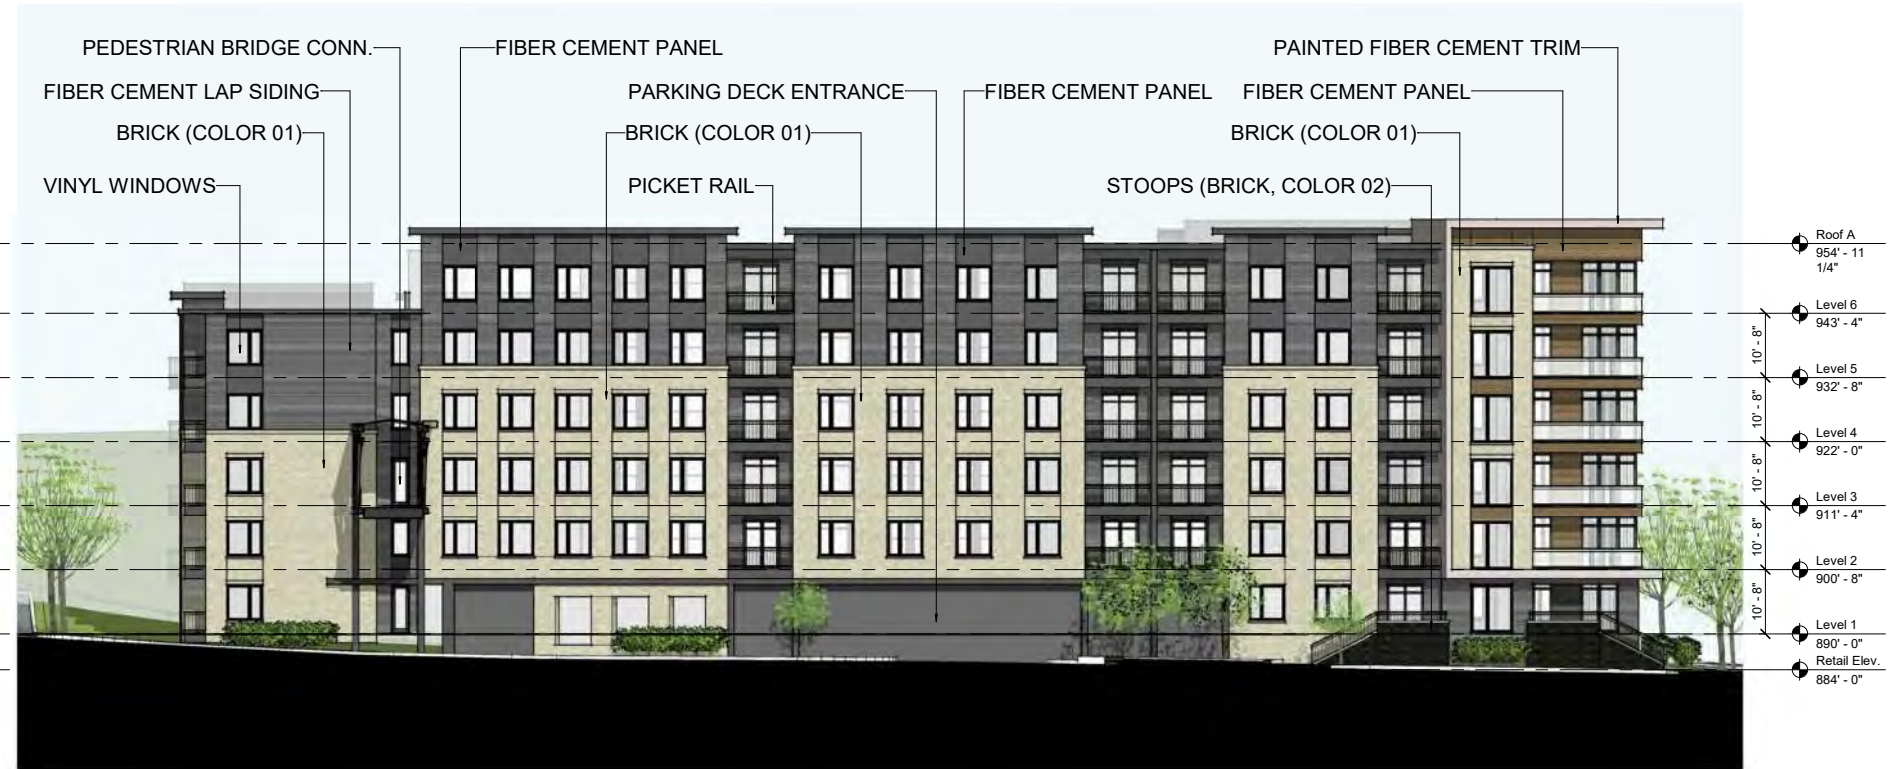 PEDESTRIAN BRIDGE CONN.
FIBER CEMENT PANEL
PAINTED FIBER CEMENT TRIM
FIBER CEMENT LAP SIDING
PARKING DECK ENTRANCE
FIBER CEMENT PANEL
FIBER CEMENT PANEL
BRICK (COLOR 01)
BRICK (COLOR 01)
BRICK (COLOR 01)
VINYL WINDOWS
PICKET RAIL
STOOPS (BRICK, COLOR 02)
Roof A
954' - 11
1/4"
Level 6
943' - 4"
10' - 8"
Level 5
932' - 8"
10' - 8"
Level 4
922' - 0"
10' - 8"
Level 3
911' - 4"
10' - 8"
Level 2
900' - 8"
10' - 8"
Level 1
890' - 0"
Retail Elev.
884' - 0"